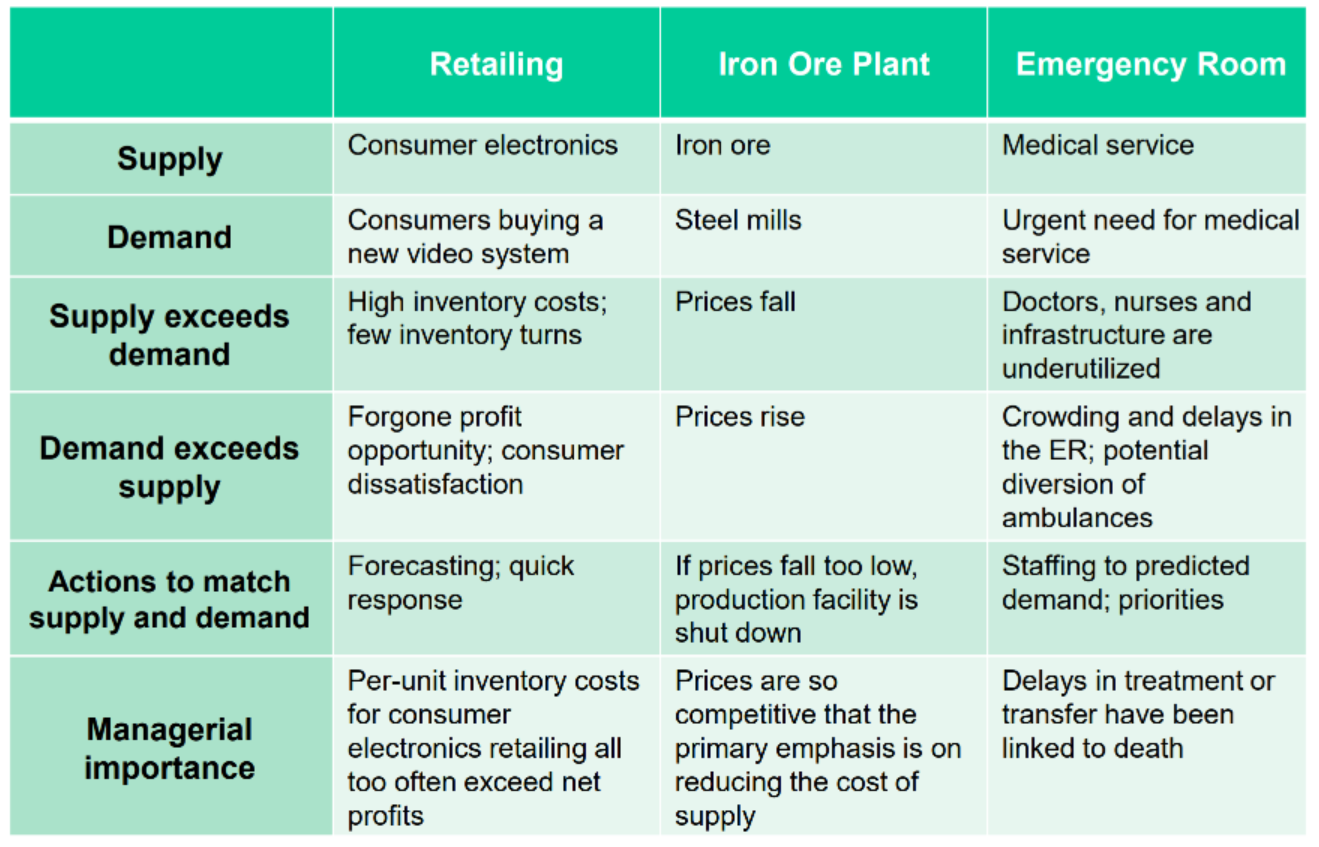 Retailing
Iron Ore Plant
Emergency Room
Supply
Consumer electronics
Iron ore
Medical service
Demand
Consumers buying a
new video system
Steel mills
Urgent need for medical
service
Supply exceeds
demand
High inventory costs;
few inventory turns
Prices fall
Doctors, nurses and
infrastructure are
underutilized
Demand exceeds
supply
Forgone profit
opportunity; consumer
dissatisfaction
Prices rise
Crowding and delays in
the ER; potential
diversion of
ambulances
Actions to match
supply and demand
Forecasting; quick
response
If prices fall too low,
production facility is
shut down
Staffing to predicted
demand; priorities
Managerial
importance
Per-unit inventory costs
for consumer
electronics retailing all
too often exceed net
profits
Prices are so
competitive that the
primary emphasis is on
reducing the cost of
supply
Delays in treatment or
transfer have been
linked to death